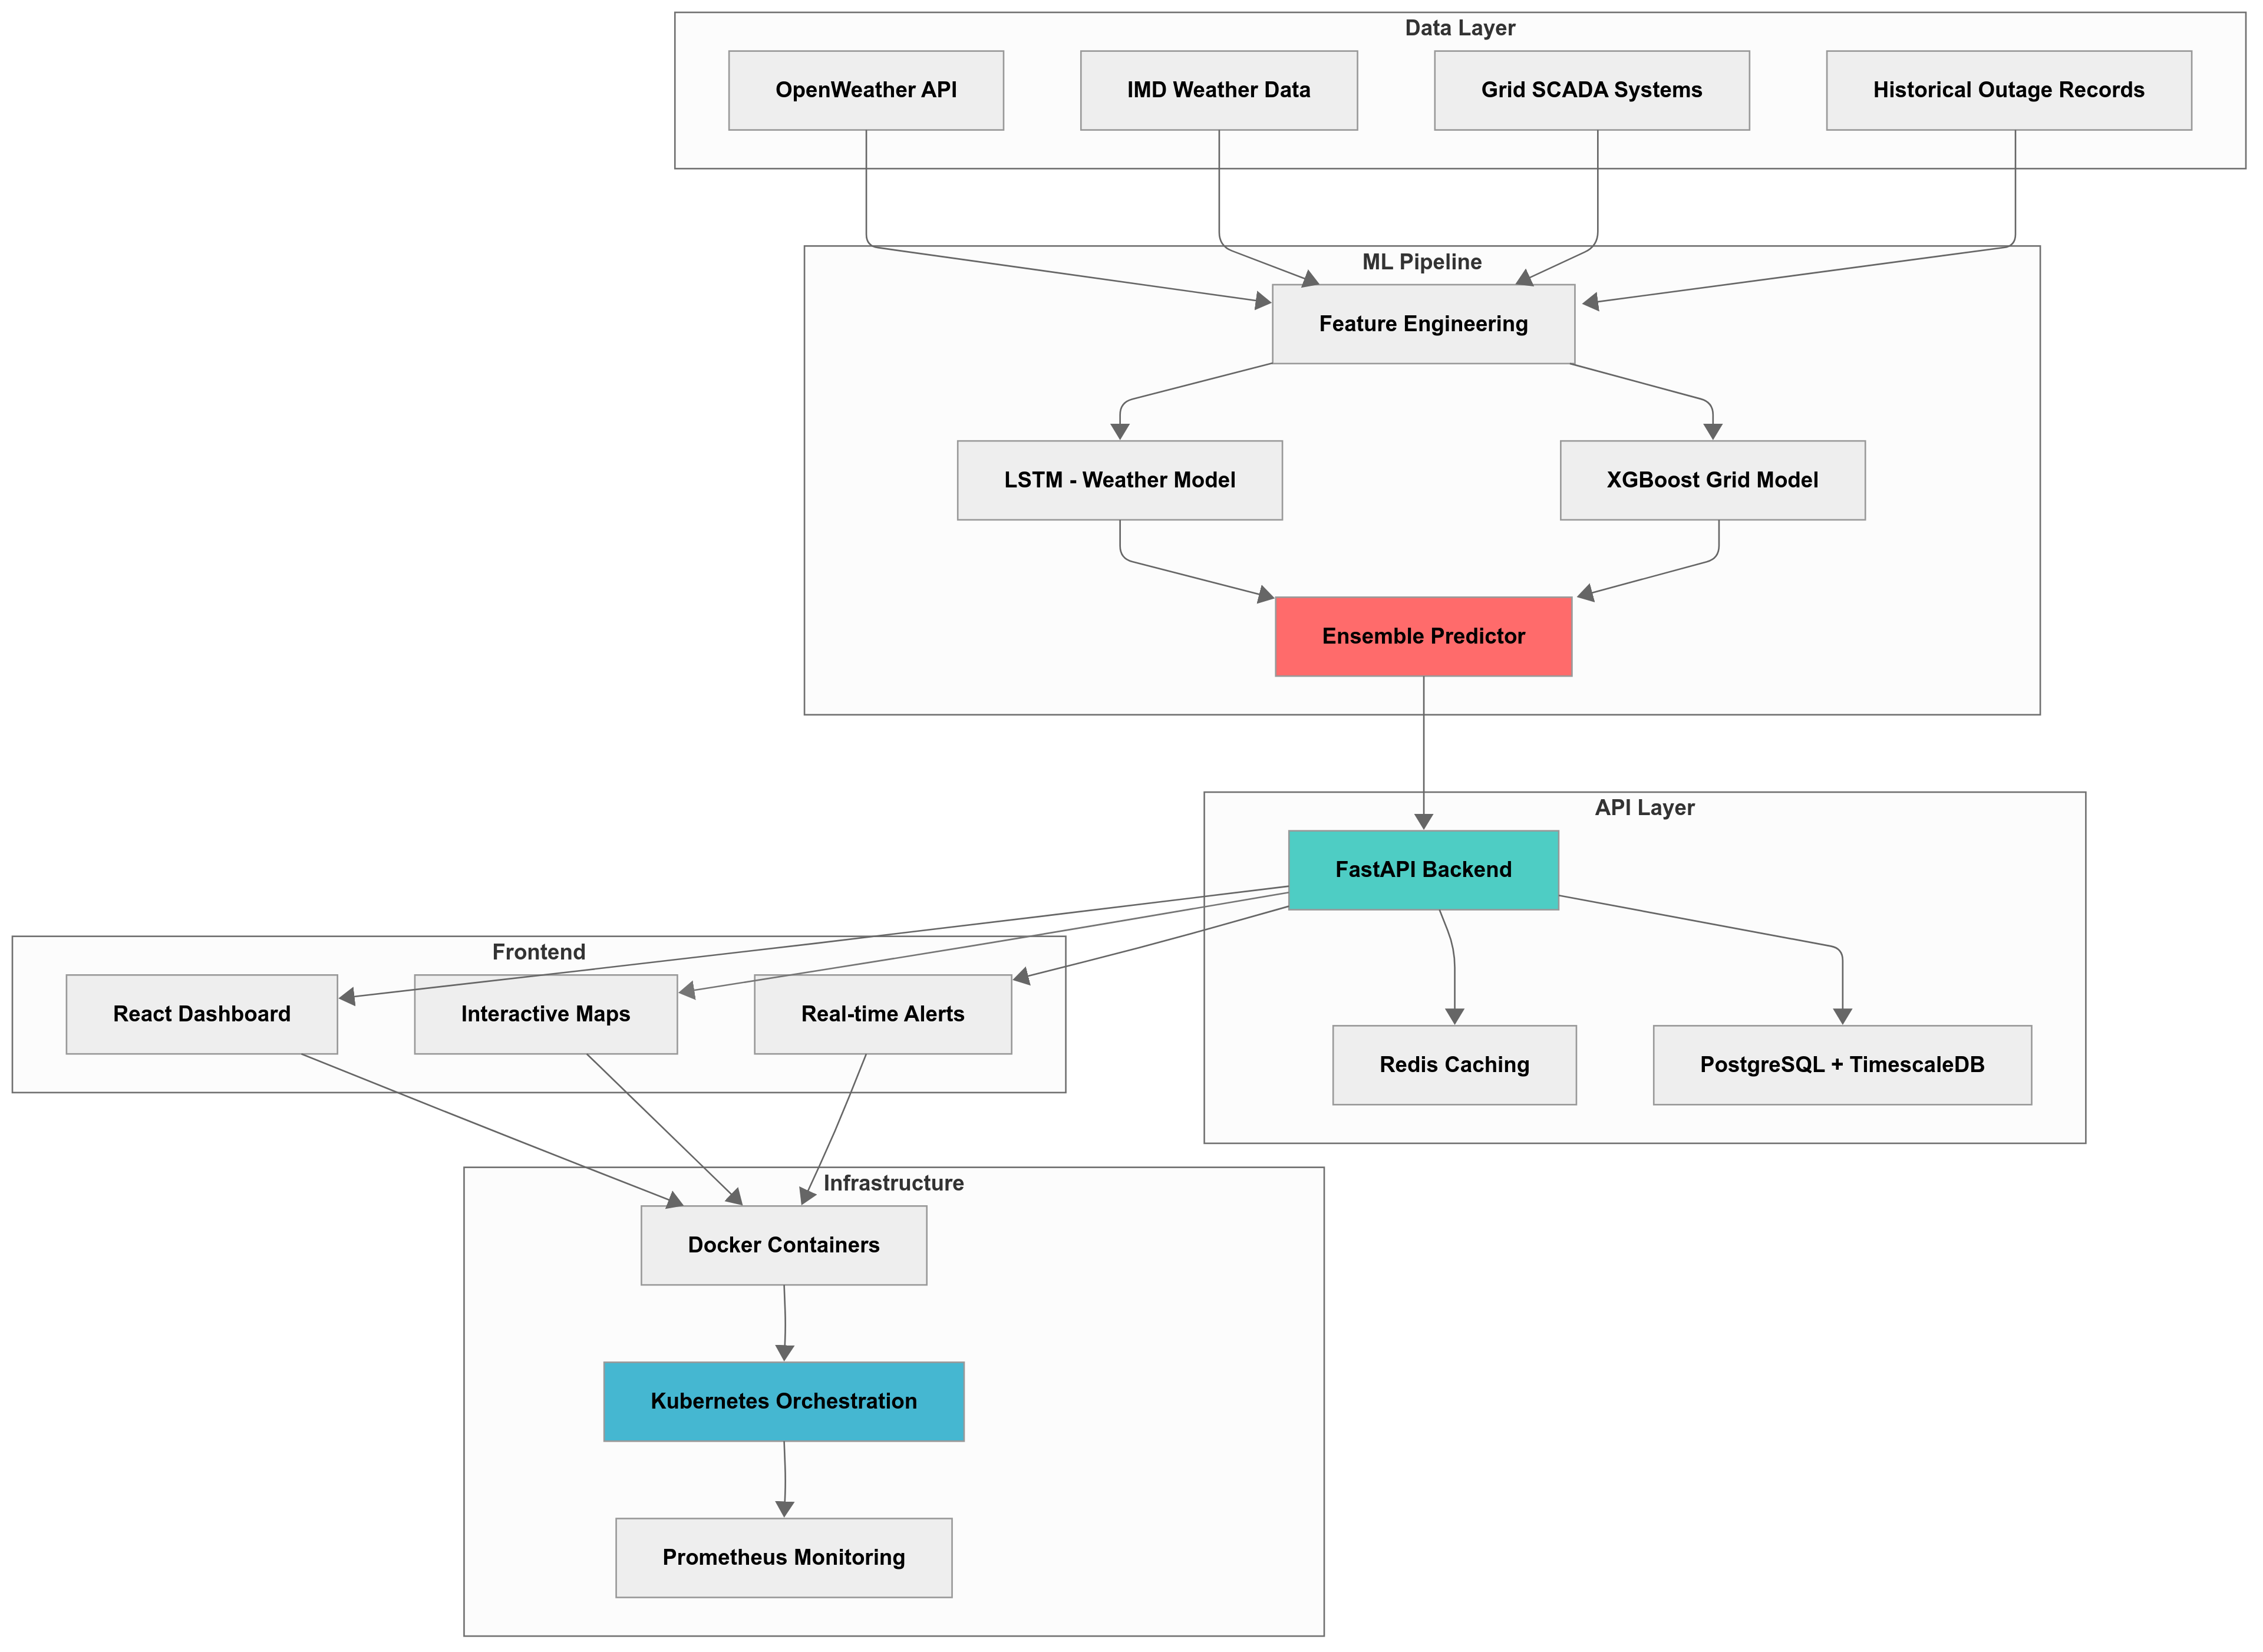 Data Layer
OpenWeather API
IMD Weather Data
Grid SCADA Systems
Historical Outage Records
ML Pipeline
Feature Engineering
LSTM - Weather Model
XGBoost Grid Model
Ensemble Predictor
API Layer
FastAPI Backend
Redis Caching
PostgreSQL + TimescaleDB
Frontend
React Dashboard
Interactive Maps
Real-time Alerts
Infrastructure
Docker Containers
Kubernetes Orchestration
Prometheus Monitoring